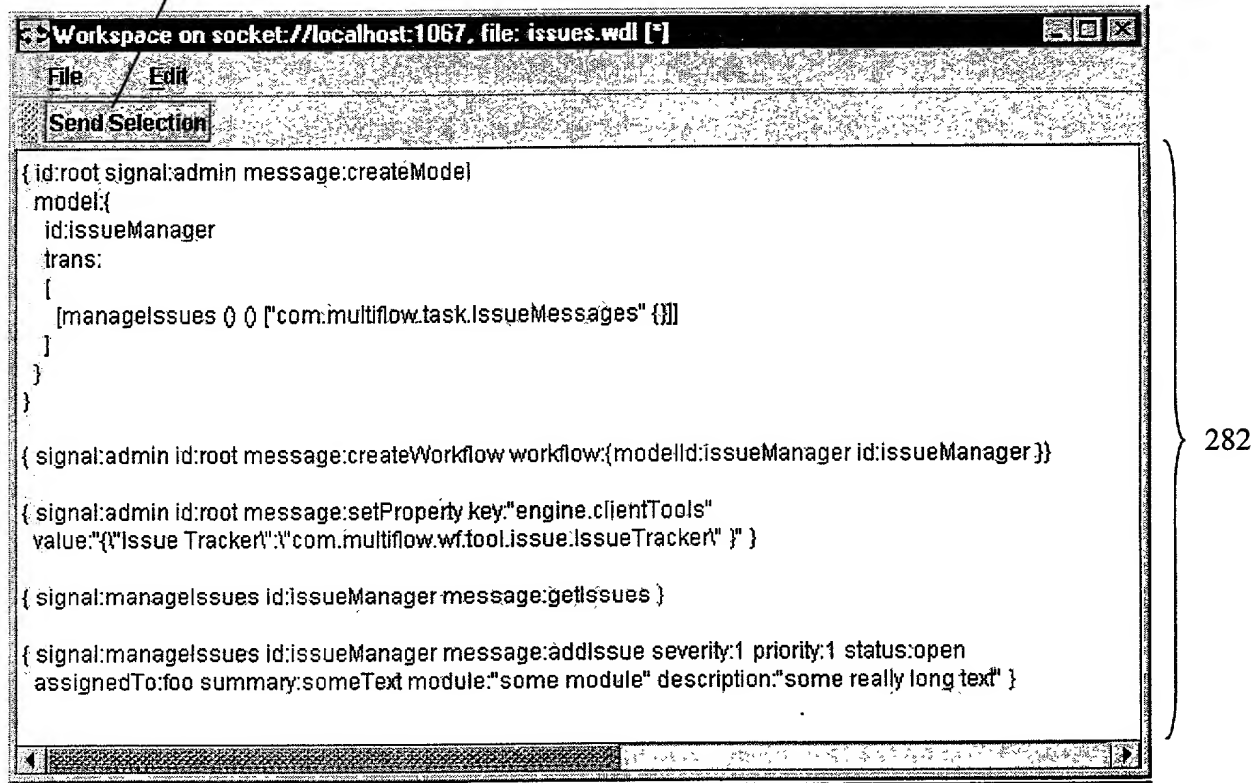 Workspace on socket://localhost:1067, file: issues.wdl [*]
File Edit
Send Selection
{ id:root signal:admin message:createModel
model:{
id:issueManager
trans:
[
[manageIssues () () ["com.multiflow.task.IssueMessages" {}]]
]
}
}
{ signal:admin id:root message:createWorkflow workflow:{modelId:issueManager id:issueManager }}
{ signal:admin id:root message:setProperty key:"engine.clientTools"
value:"{\"Issue Tracker\":\"com.multiflow.wf.tool.issue.IssueTracker\" }" }
{ signal:manageIssues id:issueManager message:getIssues }
{ signal:manageIssues id:issueManager message:addIssue severity:1 priority:1 status:open
assignedTo:foo summary:someText module:"some module" description:"some really long text" }
282